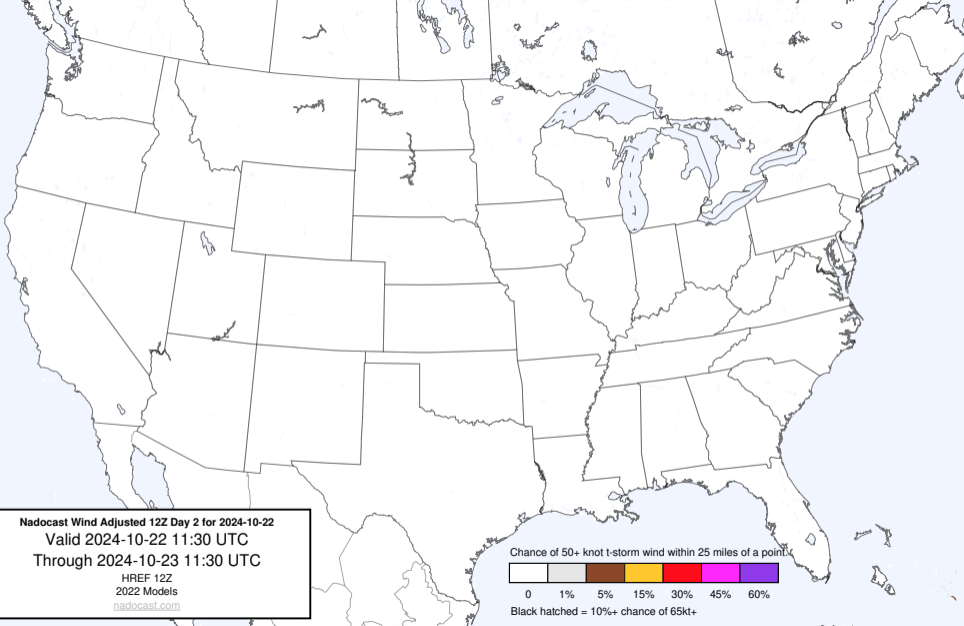 Nadocast Wind Adjusted 12Z Day 2 for 2024-10-22
Valid 2024-10-22 11:30 UTC
Through 2024-10-23 11:30 UTC
HREF 12Z
2022 Models
nadocast.com
Chance of 50+ knot t-storm wind within 25 miles of a point.
0 1% 5% 15% 30% 45% 60%
Black hatched = 10%+ chance of 65kt+